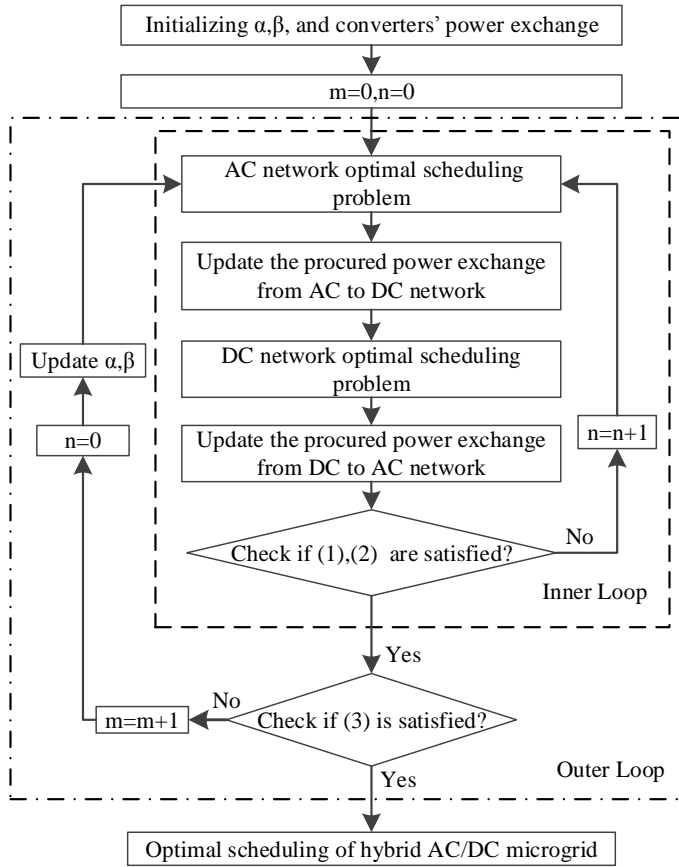 Initializing α,β, and converters' power exchange
m=0,n=0
AC network optimal scheduling
problem
Update the procured power exchange
from AC to DC network
DC network optimal scheduling
problem
Update the procured power exchange
from DC to AC network
Update α,β
n=0
n=n+1
Check if (1),(2) are satisfied?
No
Inner Loop
Yes
Check if (3) is satisfied?
No
m=m+1
Outer Loop
Yes
Optimal scheduling of hybrid AC/DC microgrid